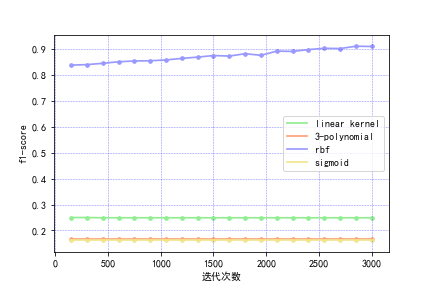 0.9
0.8
0.7
0.6
0.5
0.4
0.3
0.2
f1-score
linear kernel
3-polynomial
rbf
sigmoid
0 500 1000 1500 2000 2500 3000
迭代次数